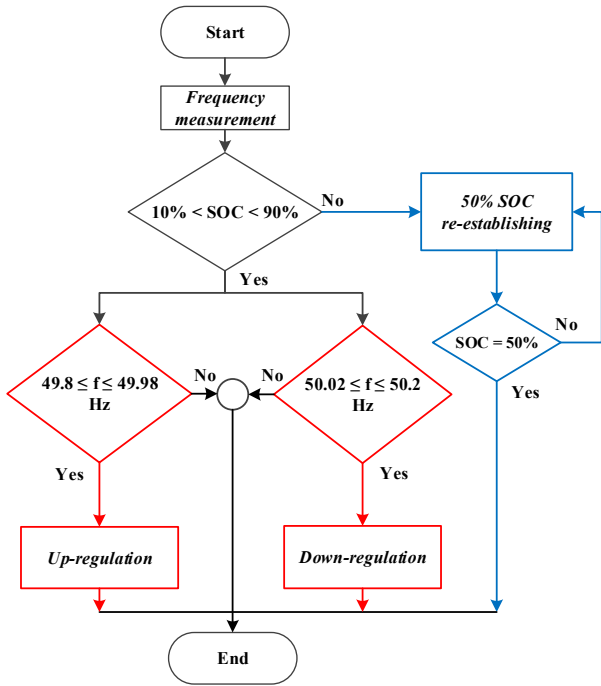 Start
Frequency
measurement
10% < SOC < 90%
No
50% SOC
re-establishing
Yes
SOC = 50%
No
Yes
49.8 ≤ f ≤ 49.98
Hz
No
No
50.02 ≤ f ≤ 50.2
Hz
Yes
Yes
Up-regulation
Down-regulation
End